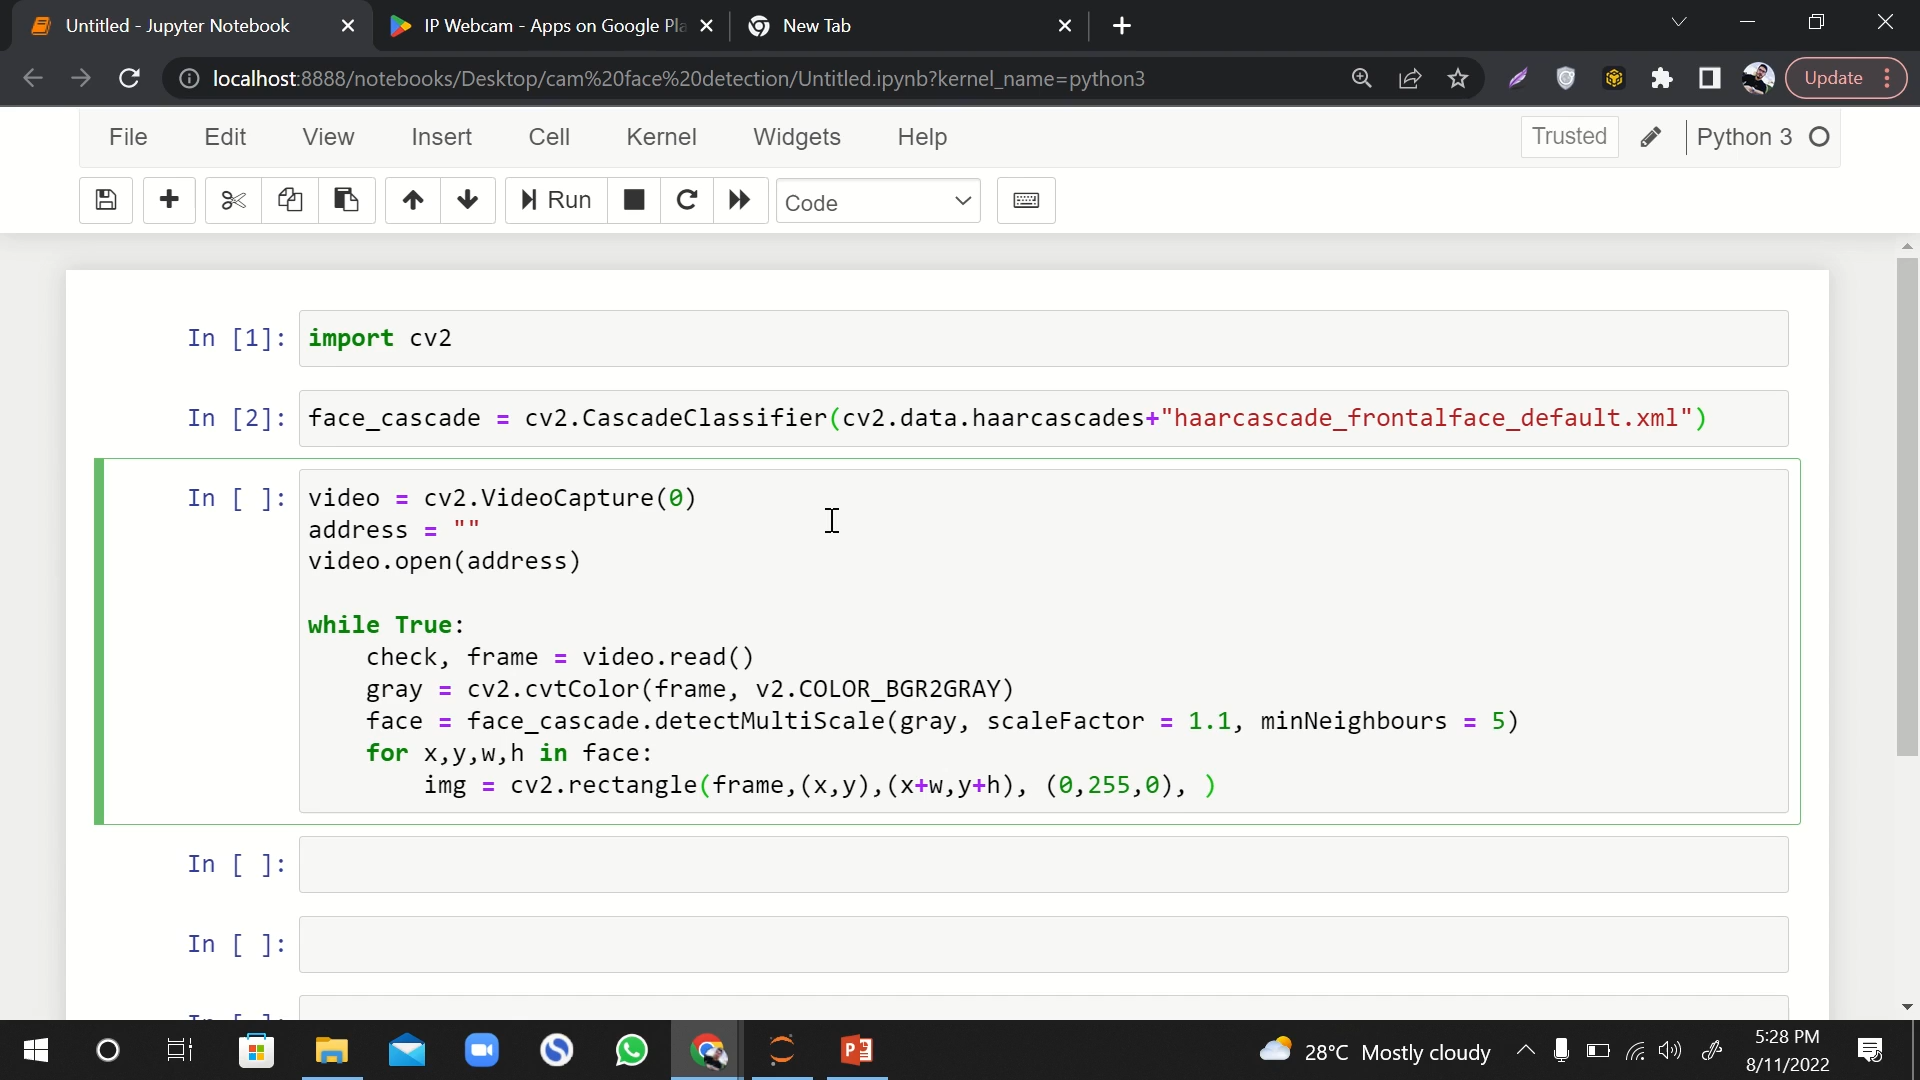 Untitled - Jupyter Notebook
IP Webcam - Apps on Google Pla
New Tab
localhost:8888/notebooks/Desktop/cam%20face%20detection/Untitled.ipynb?kernel_name=python3
Update
File Edit View Insert Cell Kernel Widgets Help
Trusted
Python 3
Run
Code
In [1]: import cv2
In [2]: face_cascade = cv2.CascadeClassifier(cv2.data.haarcascades+"haarcascade_frontalface_default.xml")
In [ ]: video = cv2.VideoCapture(0)
address = ""
video.open(address)
while True:
check, frame = video.read()
gray = cv2.cvtColor(frame, v2.COLOR_BGR2GRAY)
face = face_cascade.detectMultiScale(gray, scaleFactor = 1.1, minNeighbours = 5)
for x,y,w,h in face:
img = cv2.rectangle(frame,(x,y),(x+w,y+h), (0,255,0), )
In [ ]:
In [ ]:
In [ ]:
28°C Mostly cloudy
5:28 PM
8/11/2022